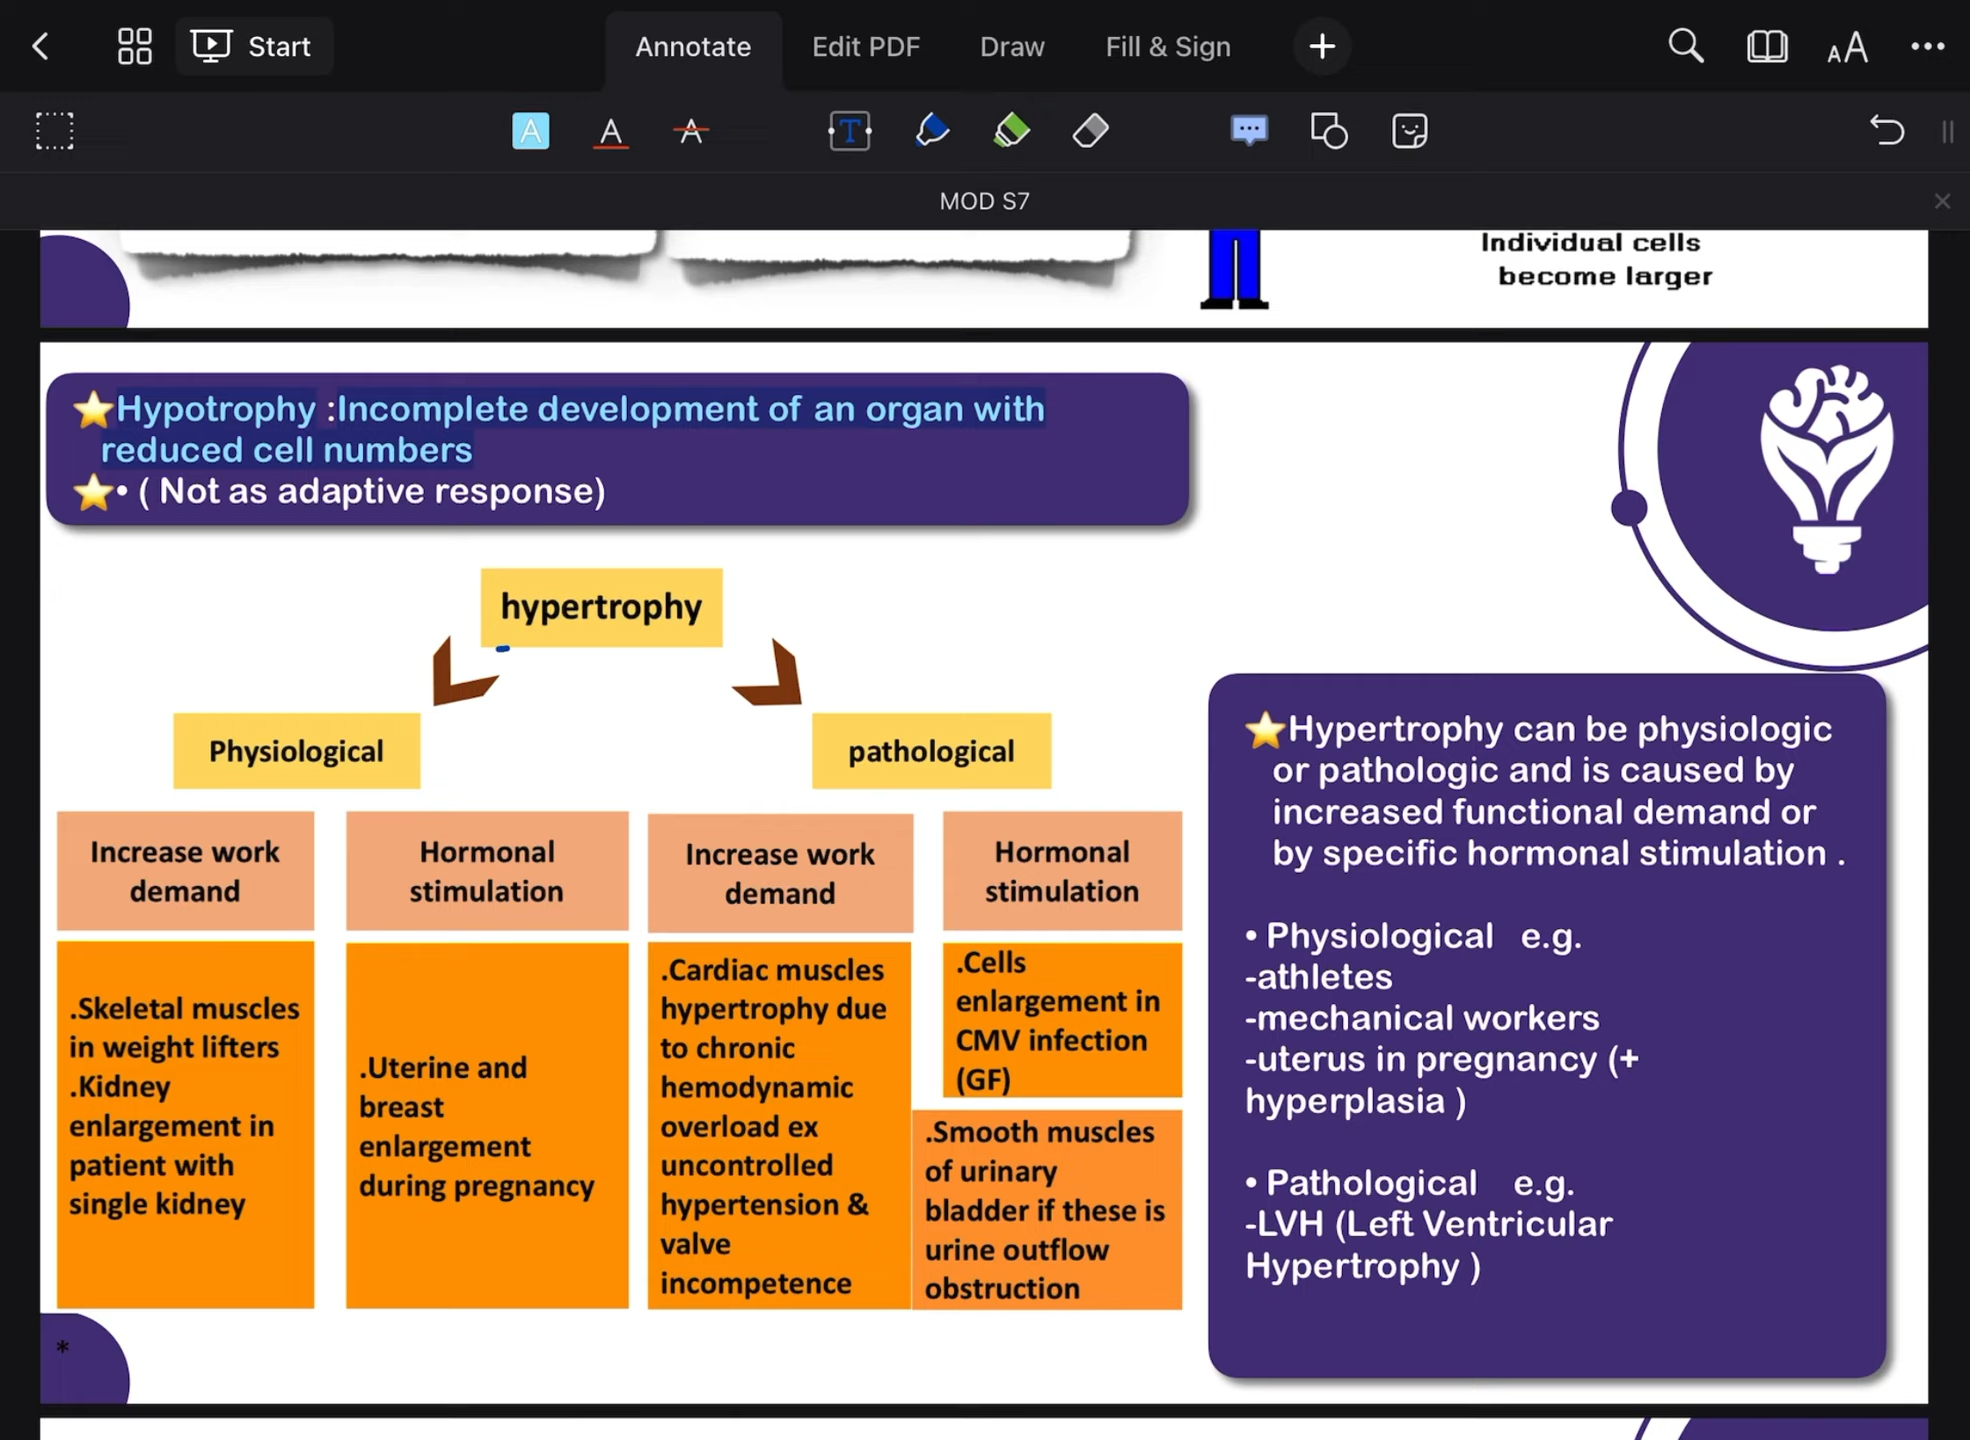 Start
Annotate
Edit PDF
Draw
Fill & Sign
MOD S7
Individual cells
become larger
Hypotrophy :Incomplete development of an organ with
reduced cell numbers
• ( Not as adaptive response)
hypertrophy
Physiological
pathological
Increase work
demand
Hormonal
stimulation
Increase work
demand
Hormonal
stimulation
.Skeletal muscles
in weight lifters
.Kidney
enlargement in
patient with
single kidney
.Uterine and
breast
enlargement
during pregnancy
.Cardiac muscles
hypertrophy due
to chronic
hemodynamic
overload ex
uncontrolled
hypertension &
valve
incompetence
.Cells
enlargement in
CMV infection
(GF)
.Smooth muscles
of urinary
bladder if these is
urine outflow
obstruction
Hypertrophy can be physiologic
or pathologic and is caused by
increased functional demand or
by specific hormonal stimulation .
• Physiological e.g.
-athletes
-mechanical workers
-uterus in pregnancy (+
hyperplasia )
• Pathological e.g.
-LVH (Left Ventricular
Hypertrophy )
*